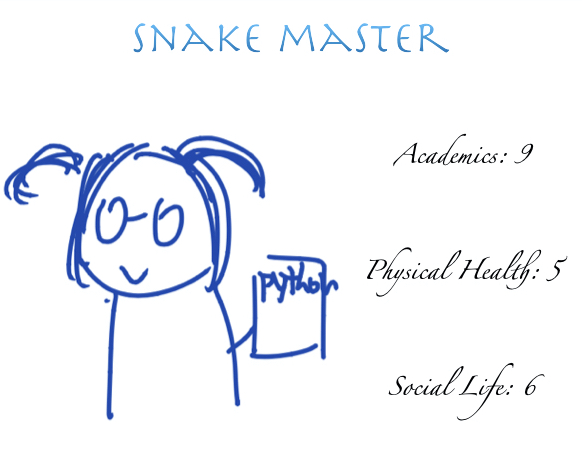 SNAKE MASTER
Academics: 9
python
Physical Health: 5
Social Life: 6